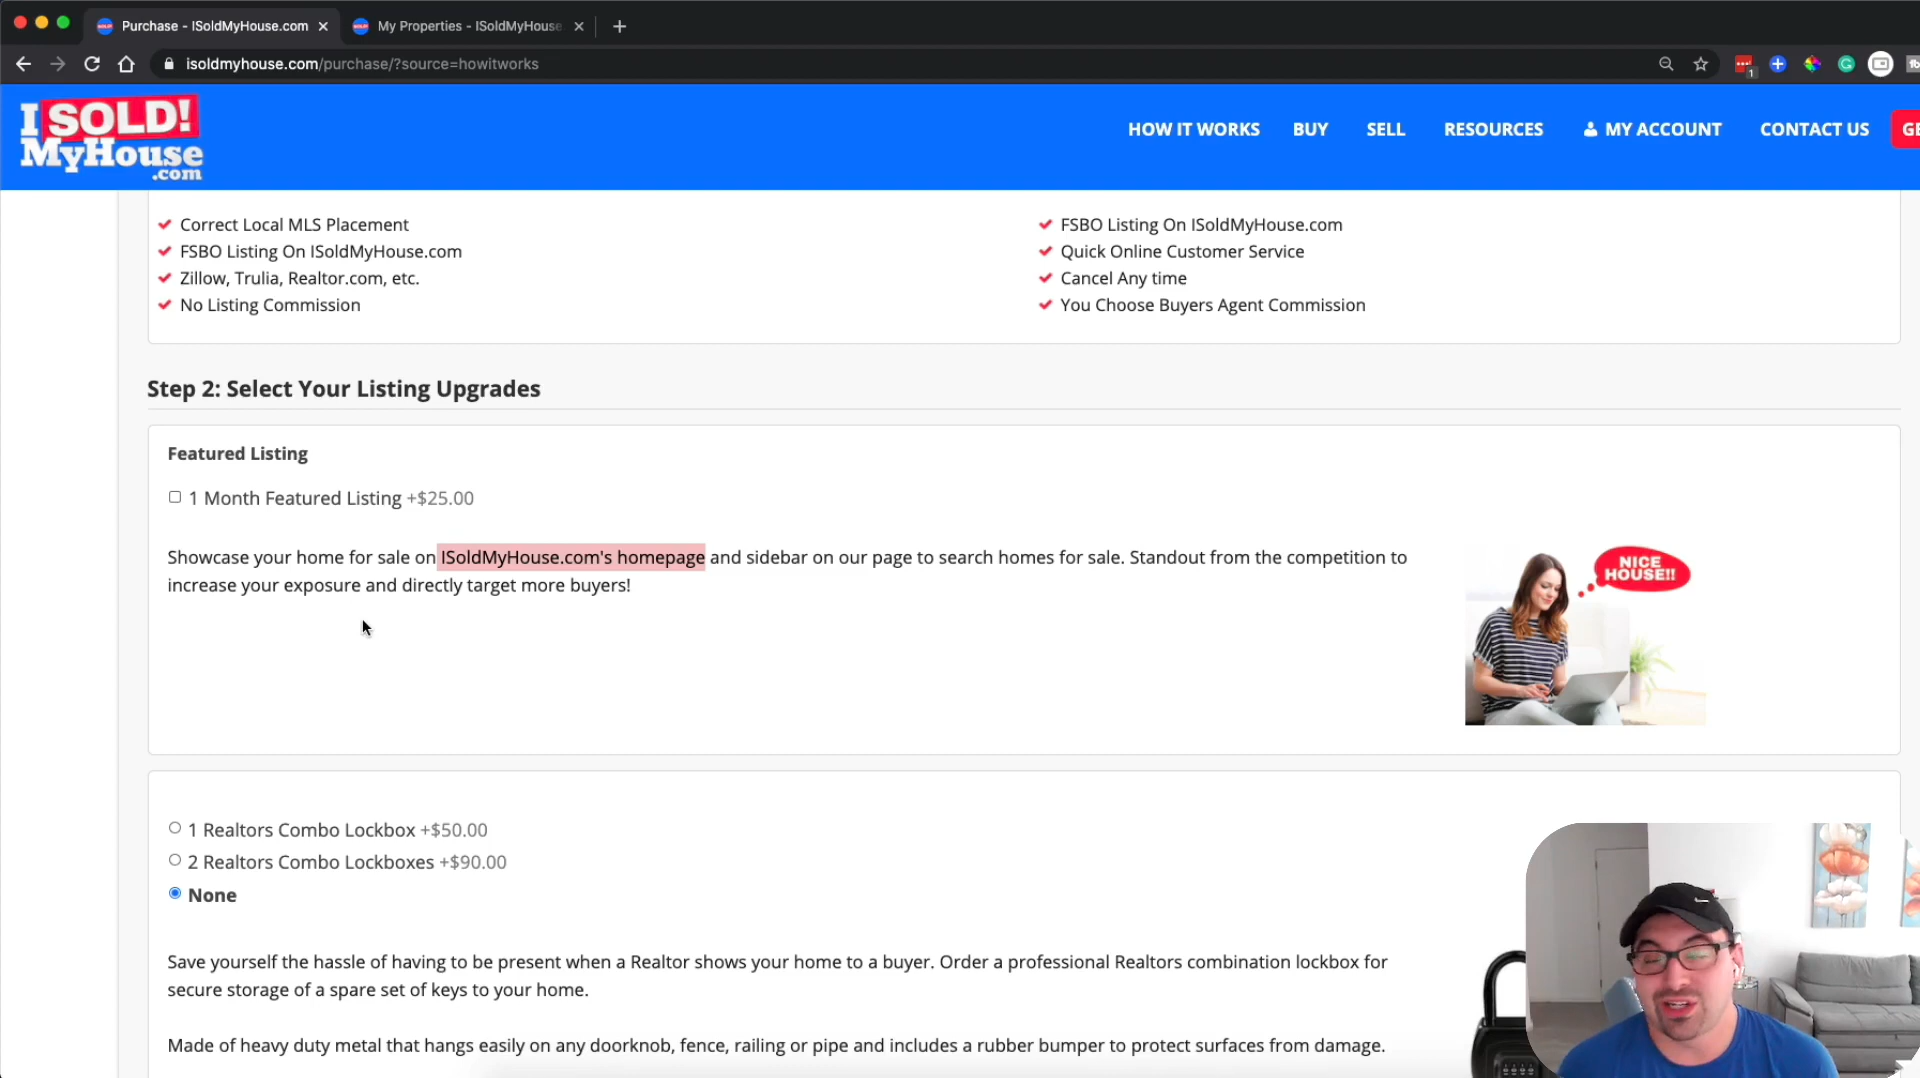 Purchase - ISoldMyHouse.com
My Properties - ISoldMyHouse
isoldmyhouse.com/purchase/?source=howitworks
1
I SOLD!
MyHouse
.com
HOW IT WORKS
BUY
SELL
RESOURCES
MY ACCOUNT
CONTACT US
GE
Correct Local MLS Placement
FSBO Listing On ISoldMyHouse.com
Zillow, Trulia, Realtor.com, etc.
No Listing Commission
FSBO Listing On ISoldMyHouse.com
Quick Online Customer Service
Cancel Any time
You Choose Buyers Agent Commission
Step 2: Select Your Listing Upgrades
Featured Listing
1 Month Featured Listing +$25.00
Showcase your home for sale on ISoldMyHouse.com's homepage and sidebar on our page to search homes for sale. Standout from the competition to
increase your exposure and directly target more buyers!
NICE
HOUSE!!
1 Realtors Combo Lockbox +$50.00
2 Realtors Combo Lockboxes +$90.00
None
Save yourself the hassle of having to be present when a Realtor shows your home to a buyer. Order a professional Realtors combination lockbox for
secure storage of a spare set of keys to your home.
Made of heavy duty metal that hangs easily on any doorknob, fence, railing or pipe and includes a rubber bumper to protect surfaces from damage.